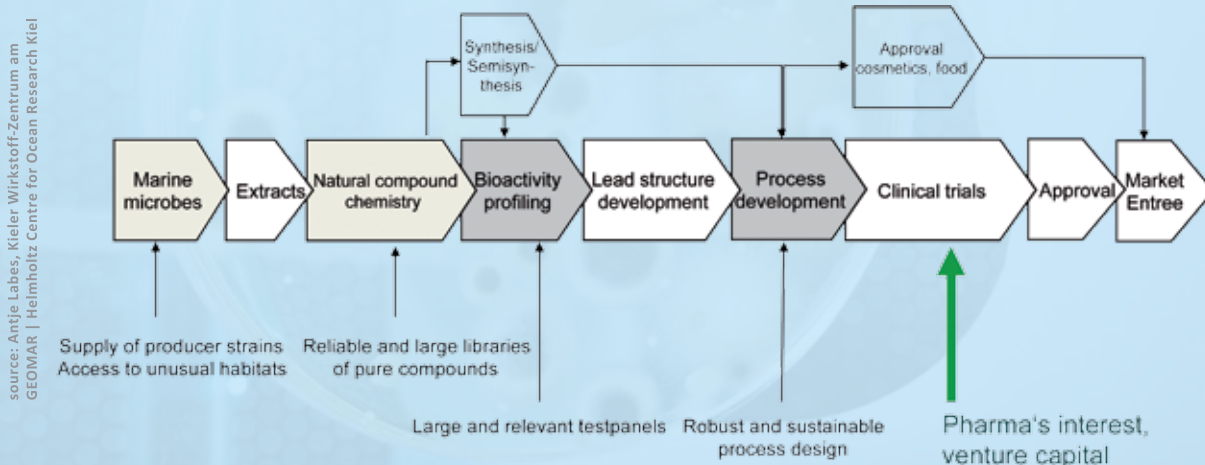 source: Antje Labes, Kieler Wirkstoff-Zentrum am
GEOMAR | Helmholtz Centre for Ocean Research Kiel
Synthesis/
Semisyn-
thesis
Approval
cosmetics, food
Marine
microbes
Extracts
Natural compound
chemistry
Bioactivity
profiling
Lead structure
development
Process
development
Clinical trials
Approval
Market
Entree
Supply of producer strains
Access to unusual habitats
Reliable and large libraries
of pure compounds
Large and relevant testpanels
Robust and sustainable
process design
Pharma's interest,
venture capital